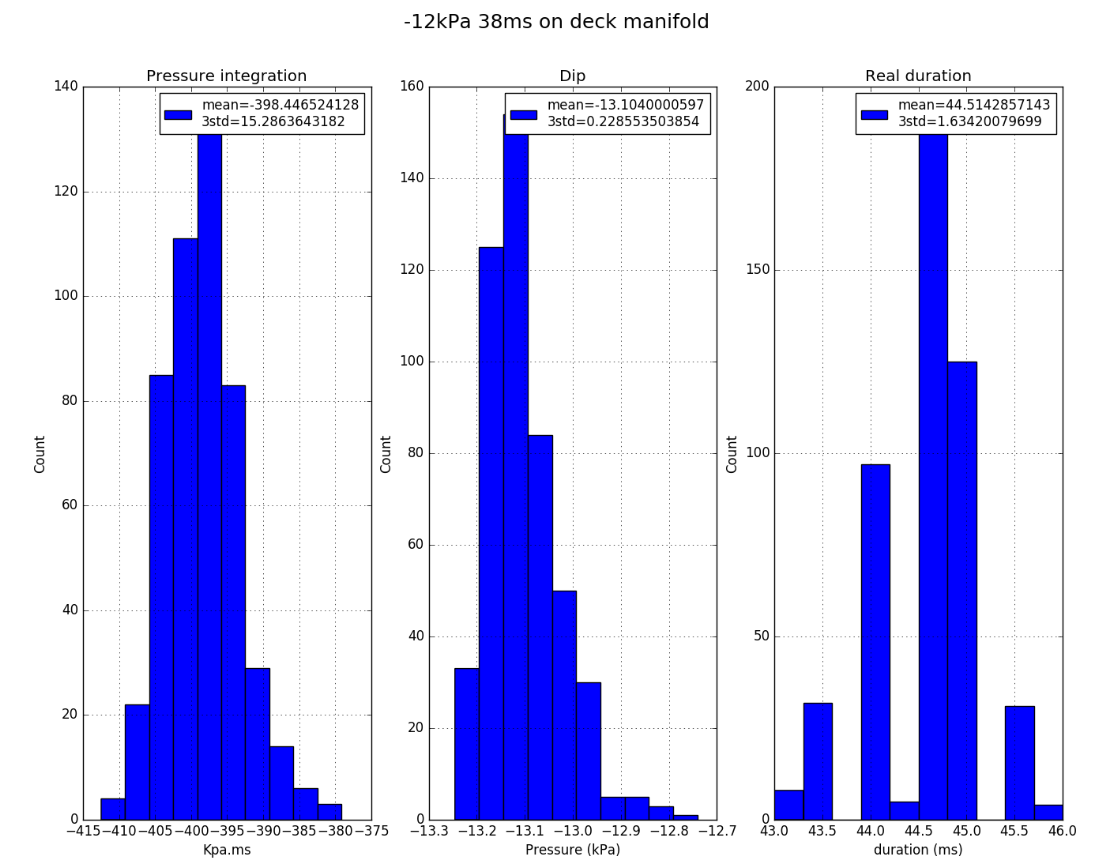 -12kPa 38ms on deck manifold
Pressure integration
mean=-398.446524128
3std=15.2863643182
140
120
100
80
60
40
20
0
Count
−415 −410 −405 −400 −395 −390 −385 −380 −375
Kpa.ms
Dip
mean=-13.1040000597
3std=0.228553503854
160
140
120
100
80
60
40
20
0
Count
−13.3 −13.2 −13.1 −13.0 −12.9 −12.8 −12.7
Pressure (kPa)
Real duration
mean=44.5142857143
3std=1.63420079699
200
150
100
50
0
Count
43.0 43.5 44.0 44.5 45.0 45.5 46.0
duration (ms)